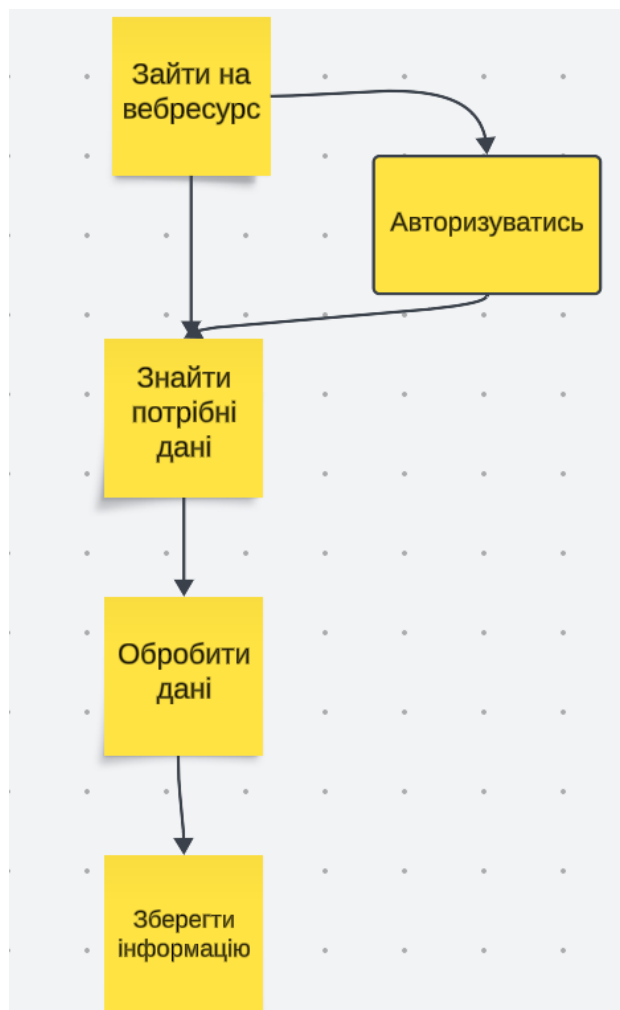 Зайти на
вебресурс
Авторизуватись
Знайти
потрібні
дані
Обробити
дані
Зберегти
інформацію